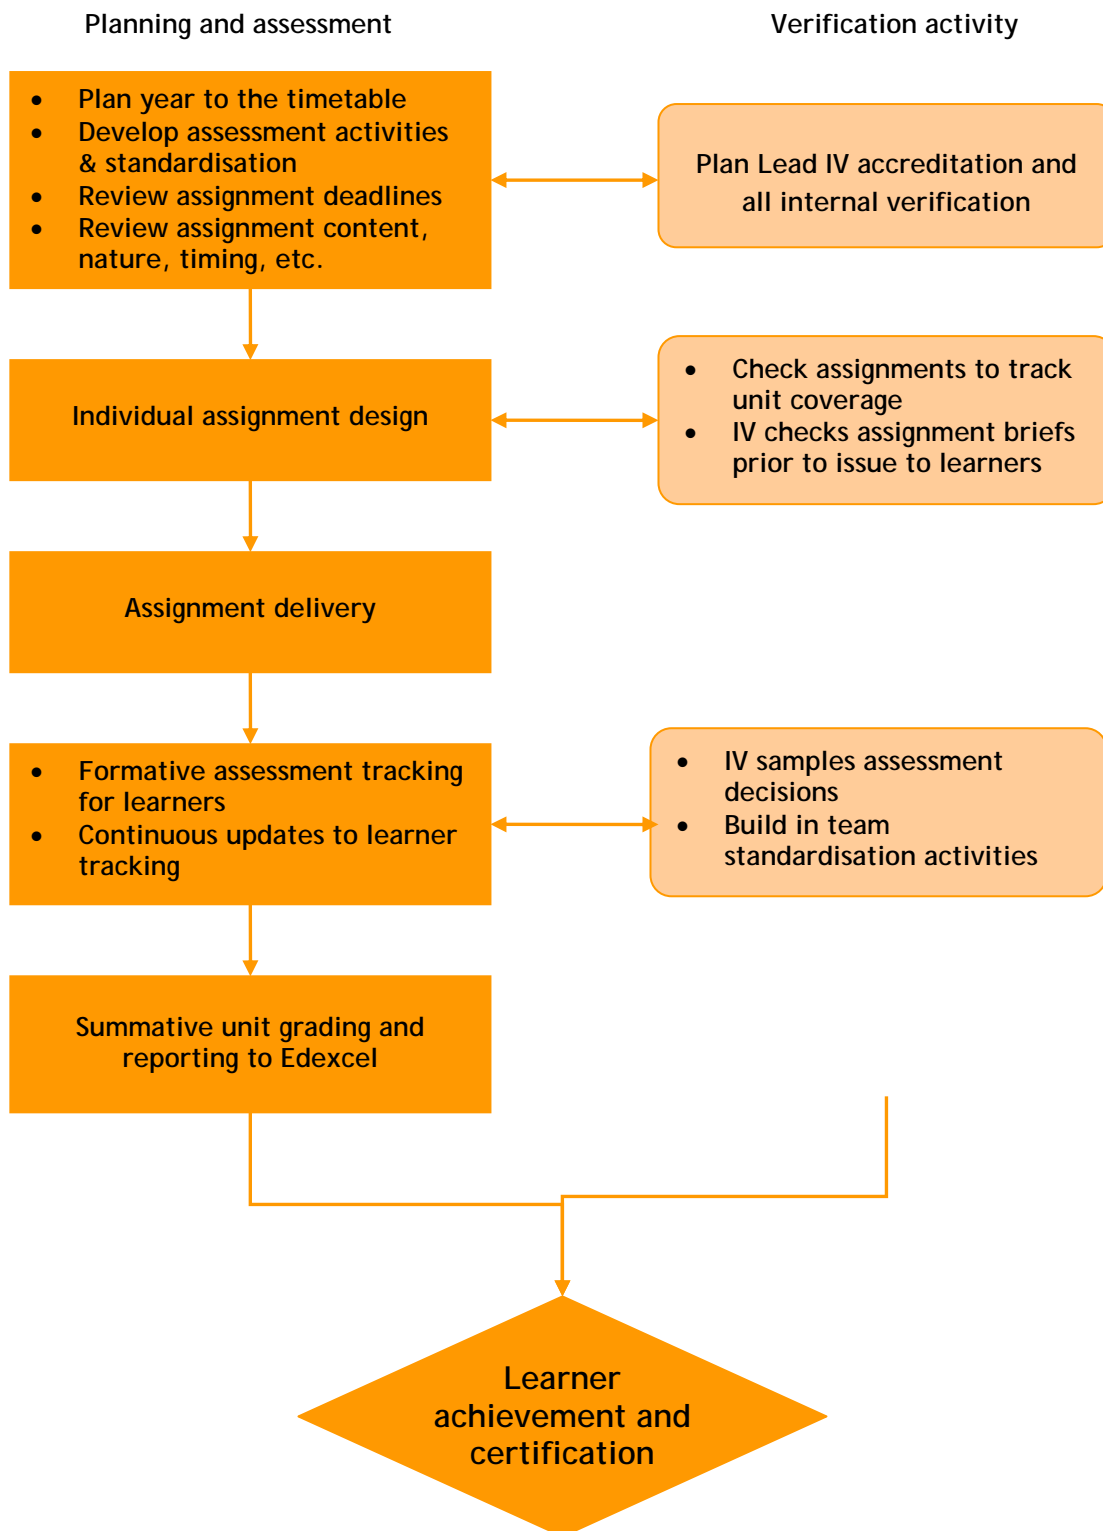 Planning and assessment
Verification activity
• Plan year to the timetable
• Develop assessment activities
& standardisation
• Review assignment deadlines
• Review assignment content,
nature, timing, etc.
Plan Lead IV accreditation and
all internal verification
Individual assignment design
• Check assignments to track
unit coverage
• IV checks assignment briefs
prior to issue to learners
Assignment delivery
• Formative assessment tracking
for learners
• Continuous updates to learner
tracking
• IV samples assessment
decisions
• Build in team
standardisation activities
Summative unit grading and
reporting to Edexcel
Learner
achievement and
certification